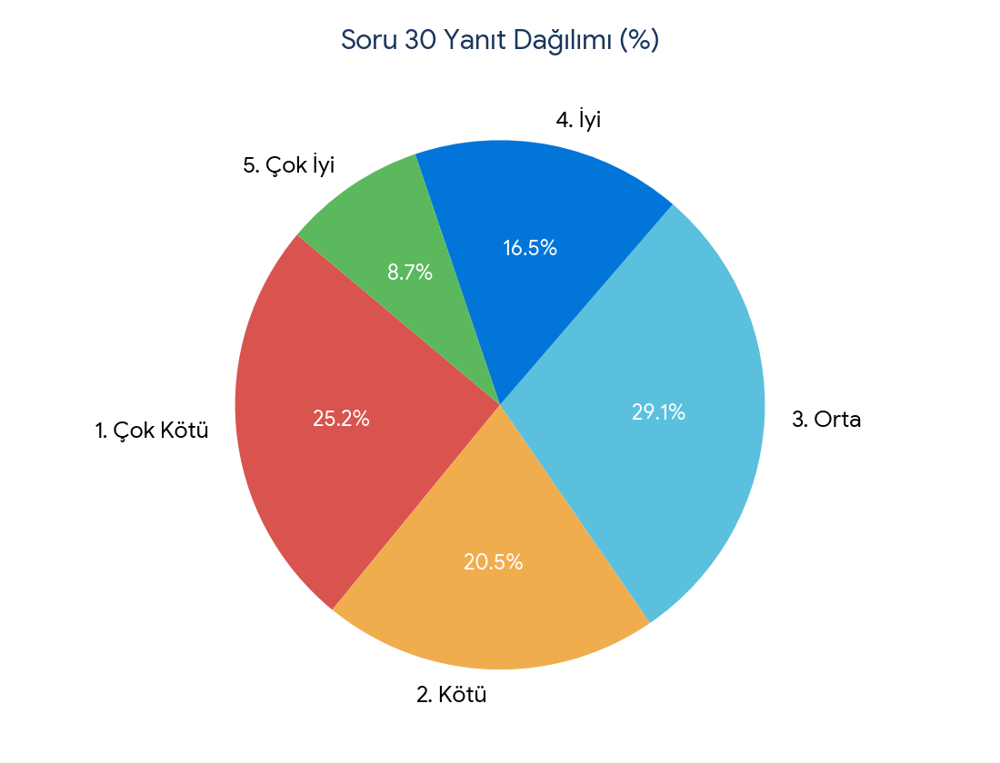 Soru 30 Yanıt Dağılımı (%)
4. İyi
5. Çok İyi
16.5%
8.7%
29.1%
3. Orta
25.2%
1. Çok Kötü
20.5%
2. Kötü